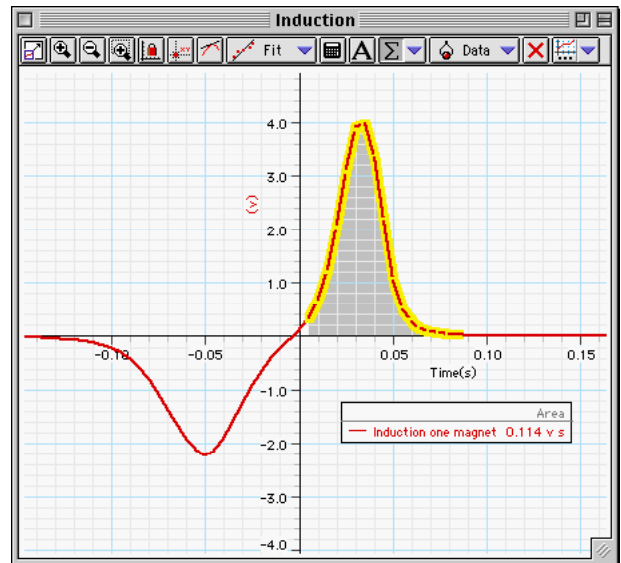 Induction
Fit
A
Σ
Data
4.0
3.0
(v)
2.0
1.0
-0.10
-0.05
0.05
0.10
0.15
Time(s)
-1.0
Area
Induction one magnet 0.114 v s
-2.0
-3.0
-4.0